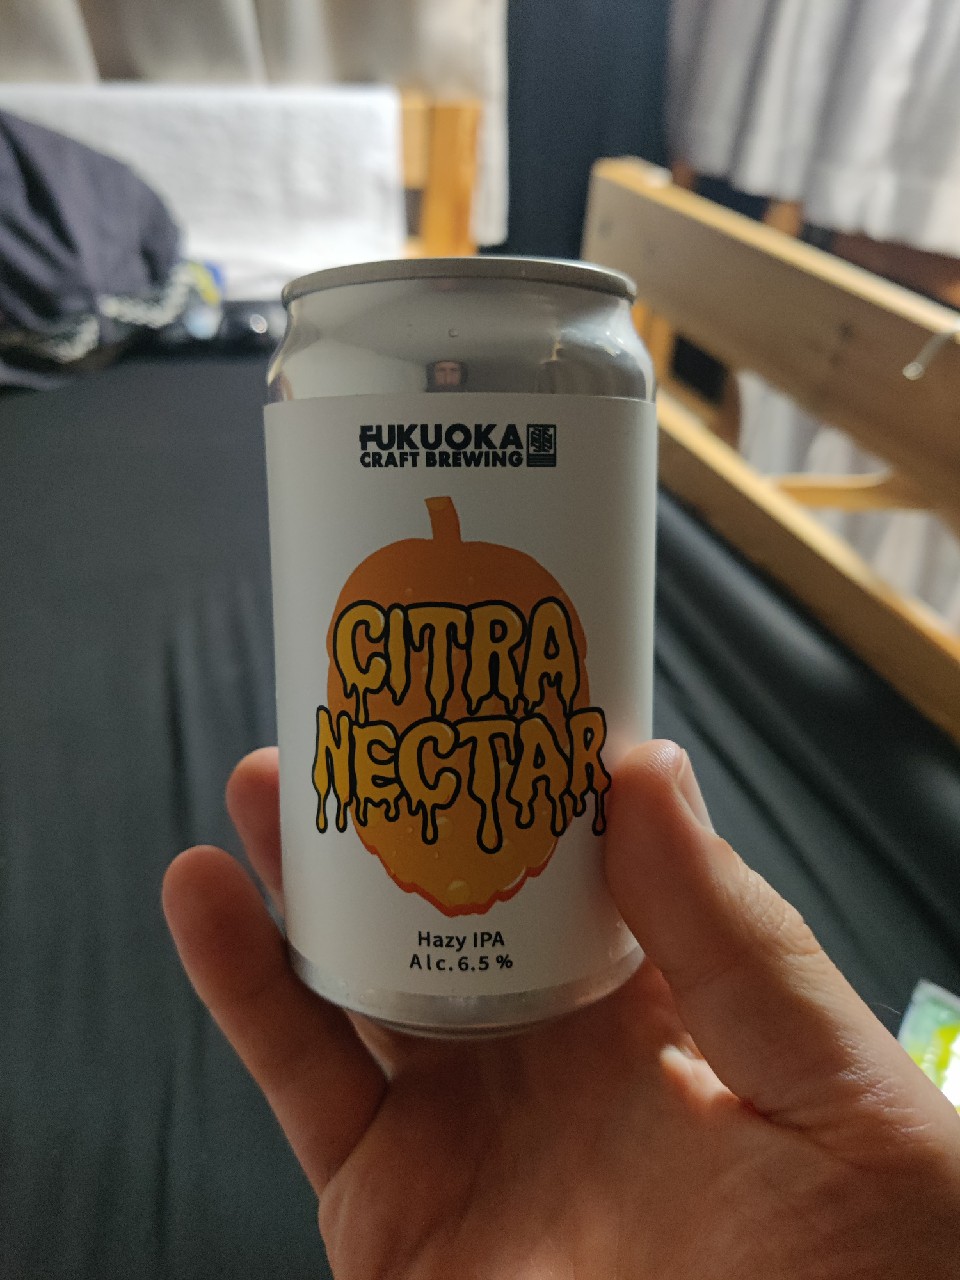 FUKUOKA
CRAFT BREWING
CITRA
NECTAR
Hazy IPA
Alc.6.5%